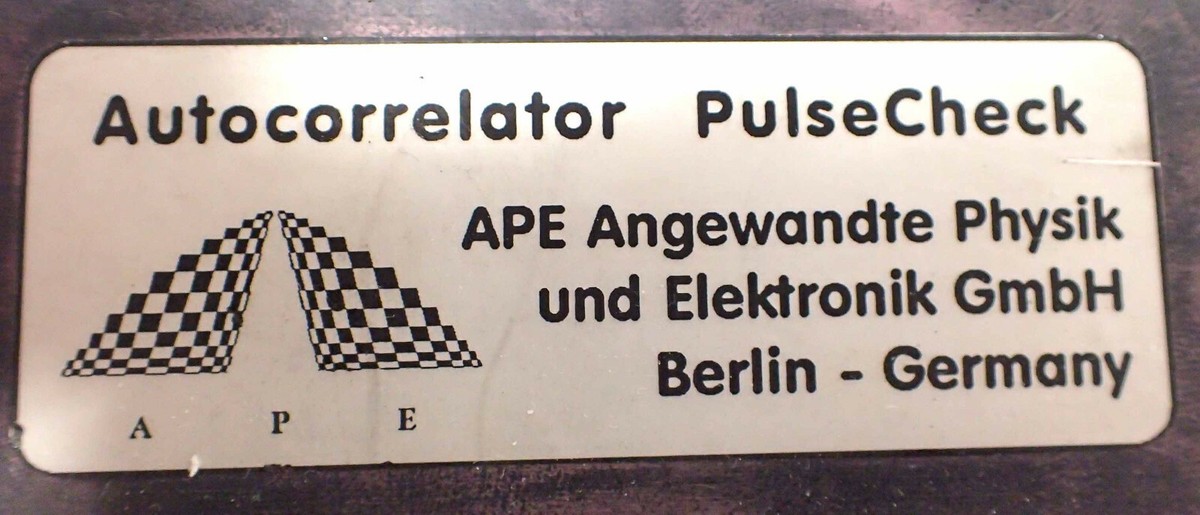 Autocorrelator PulseCheck
APE Angewandte Physik
und Elektronik GmbH
Berlin - Germany
A P E